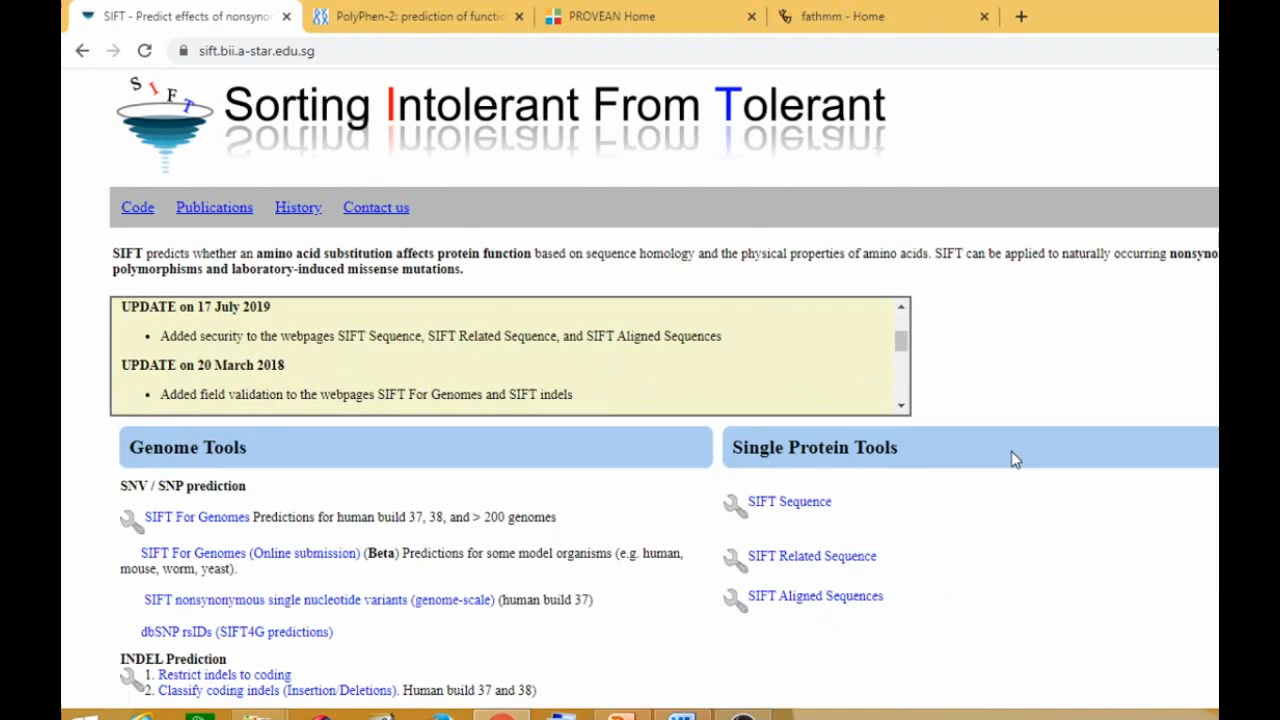 SIFT - Predict effects of nonsyno
PolyPhen-2: prediction of functio
PROVEAN Home
fathmm - Home
sift.bii.a-star.edu.sg
S I F T
Sorting Intolerant From Tolerant
Code Publications History Contact us
SIFT predicts whether an amino acid substitution affects protein function based on sequence homology and the physical properties of amino acids. SIFT can be applied to naturally occurring nonsyno
polymorphisms and laboratory-induced missense mutations.
UPDATE on 17 July 2019
• Added security to the webpages SIFT Sequence, SIFT Related Sequence, and SIFT Aligned Sequences
UPDATE on 20 March 2018
• Added field validation to the webpages SIFT For Genomes and SIFT indels
Genome Tools
SNV / SNP prediction
SIFT For Genomes Predictions for human build 37, 38, and > 200 genomes
SIFT For Genomes (Online submission) (Beta) Predictions for some model organisms (e.g. human,
mouse, worm, yeast).
SIFT nonsynonymous single nucleotide variants (genome-scale) (human build 37)
dbSNP rsIDs (SIFT4G predictions)
INDEL Prediction
1. Restrict indels to coding
2. Classify coding indels (Insertion/Deletions). Human build 37 and 38)
Single Protein Tools
SIFT Sequence
SIFT Related Sequence
SIFT Aligned Sequences